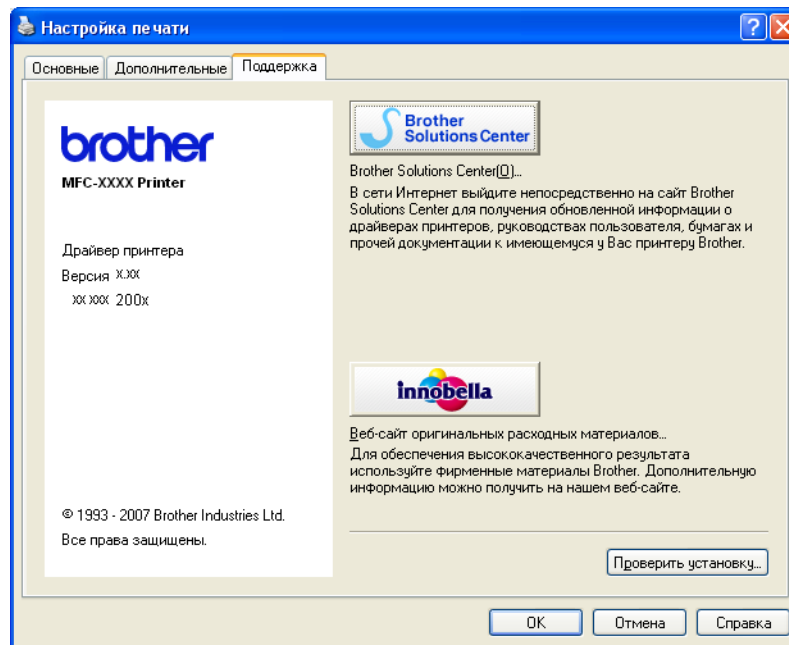 Настройка печати
Основные
Дополнительные
Поддержка
brother
MFC-XXXX Printer
Драйвер принтера
Версия X.XX
XX XXX 200x
© 1993 - 2007 Brother Industries Ltd.
Все права защищены.
Brother
Solutions Center
Brother Solutions Center(O)...
В сети Интернет выйдите непосредственно на сайт Brother
Solutions Center для получения обновленной информации о
драйверах принтеров, руководствах пользователя, бумагах и
прочей документации к имеющемуся у Вас принтеру Brother.
innobella
Веб-сайт оригинальных расходных материалов...
Для обеспечения высококачественного результата
используйте фирменные материалы Brother. Дополнительную
информацию можно получить на нашем веб-сайте.
Проверить установку...
OK
Отмена
Справка